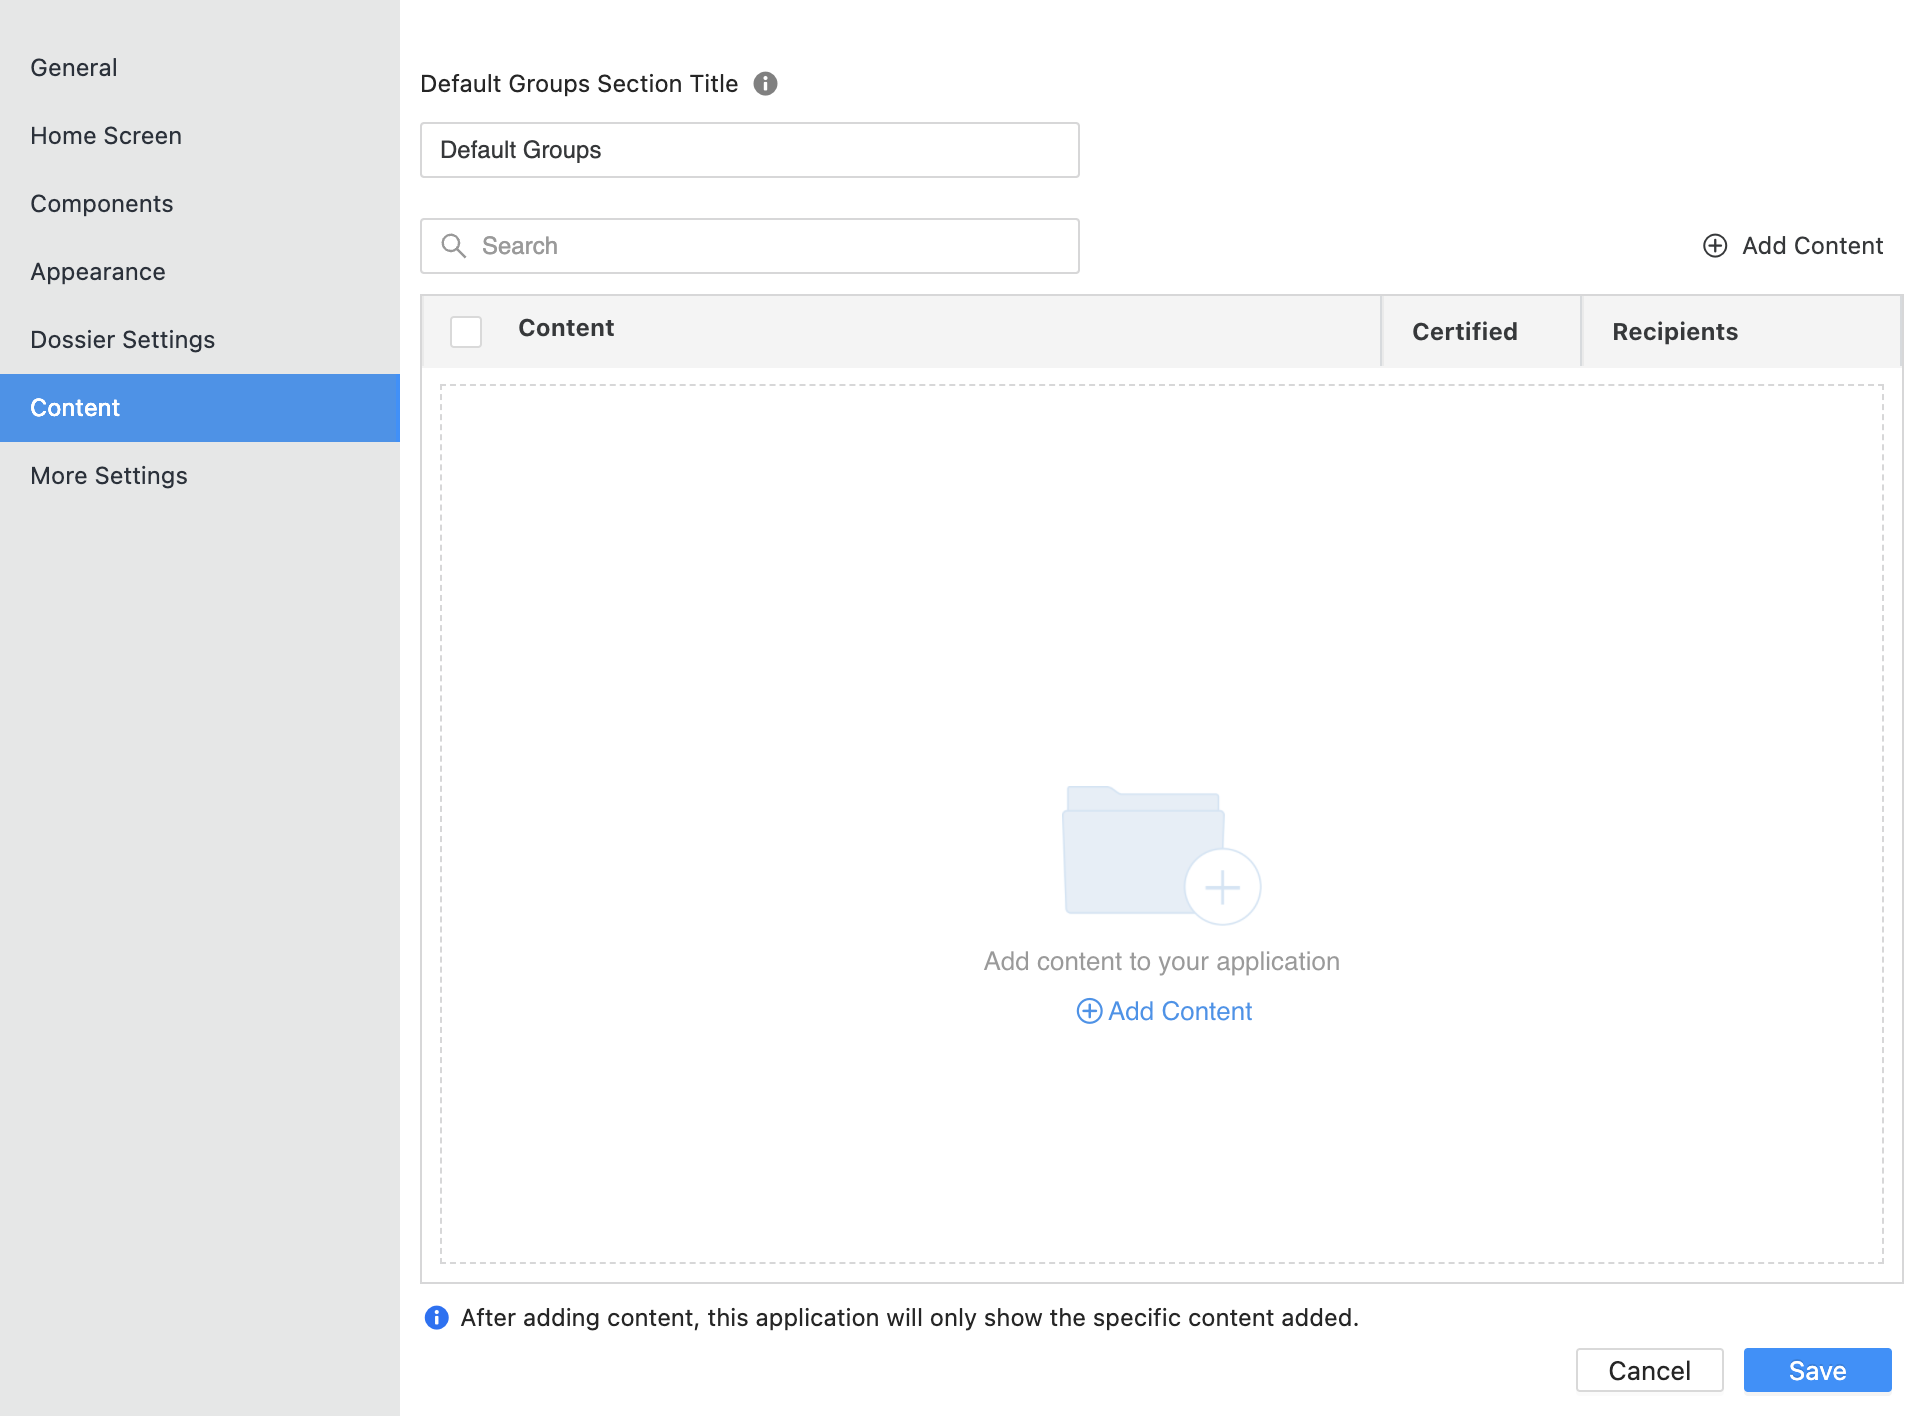 General
Home Screen
Components
Appearance
Dossier Settings
Content
More Settings
Default Groups Section Title
Default Groups
Search
Add Content
Content
Certified
Recipients
Add content to your application
Add Content
After adding content, this application will only show the specific content added.
Cancel
Save